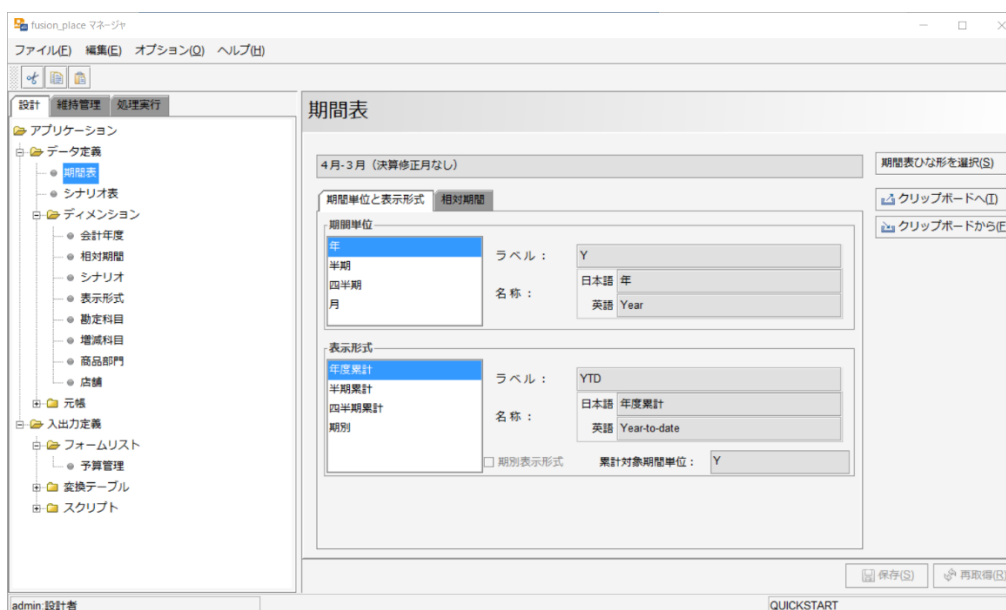 fusion_place マネージャ
ファイル(F) 編集(E) オプション(O) ヘルプ(H)
設計 維持管理 処理実行
アプリケーション
データ定義
期間表
シナリオ表
ディメンション
会計年度
相対期間
シナリオ
表示形式
勘定科目
増減科目
商品部門
店舗
元帳
入出力定義
フォームリスト
予算管理
変換テーブル
スクリプト
期間表
4月-3月（決算修正月なし）
期間表ひな形を選択(S)
クリップボードへ(T)
クリップボードから(F
期間単位と表示形式 相対期間
期間単位
年
半期
四半期
月
ラベル： Y
名称：
日本語 年
英語 Year
表示形式
年度累計
半期累計
四半期累計
期別
ラベル： YTD
名称：
日本語 年度累計
英語 Year-to-date
期別表示形式 累計対象期間単位： Y
保存(S) 再取得(R)
admin:設計者 QUICKSTART